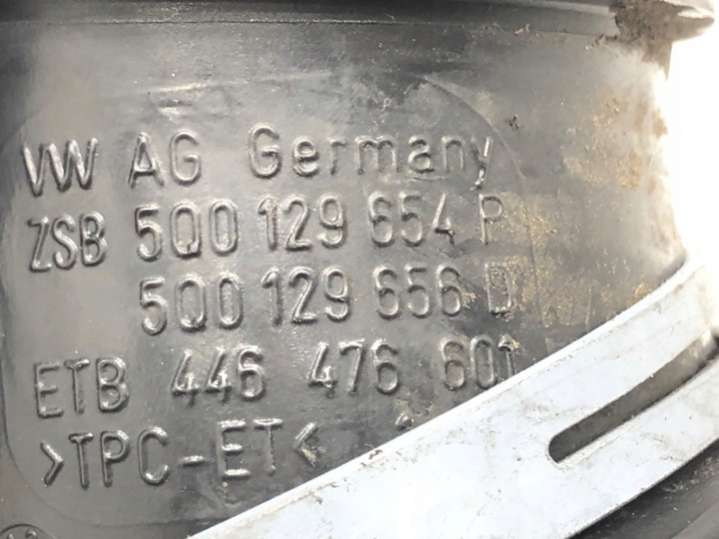 VW AG Germany
ZSB 5Q0 129 654 P
5Q0 129 656 D
ETB 446 476 601
>TPC-ET<